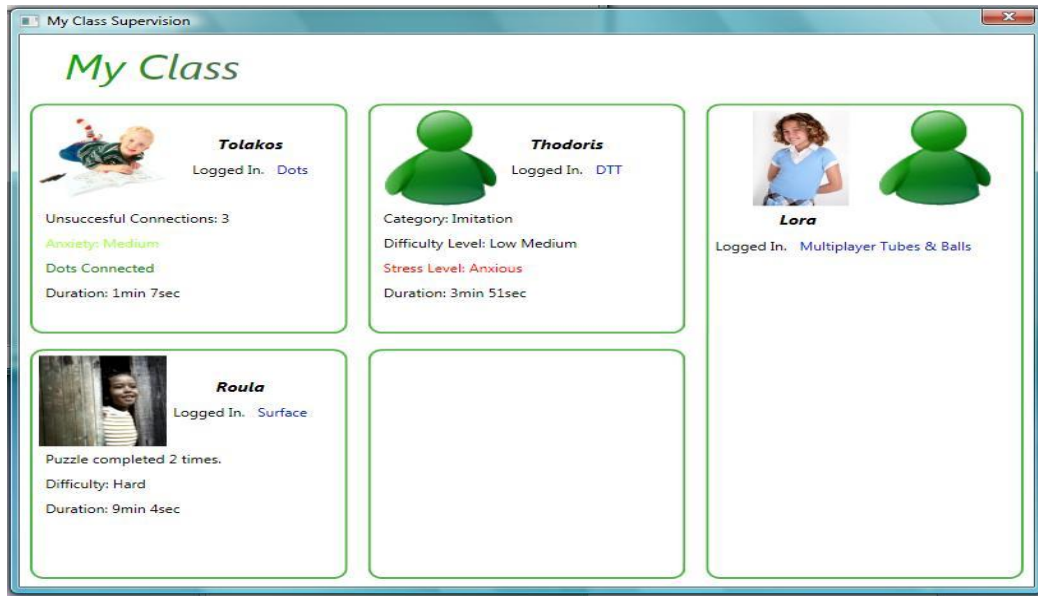 My Class Supervision
My Class
Tolakos
Logged In. Dots
Unsuccesful Connections: 3
Anxiety: Medium
Dots Connected
Duration: 1min 7sec
Thodoris
Logged In. DTT
Category: Imitation
Difficulty Level: Low Medium
Stress Level: Anxious
Duration: 3min 51sec
Lora
Logged In. Multiplayer Tubes & Balls
Roula
Logged In. Surface
Puzzle completed 2 times.
Difficulty: Hard
Duration: 9min 4sec